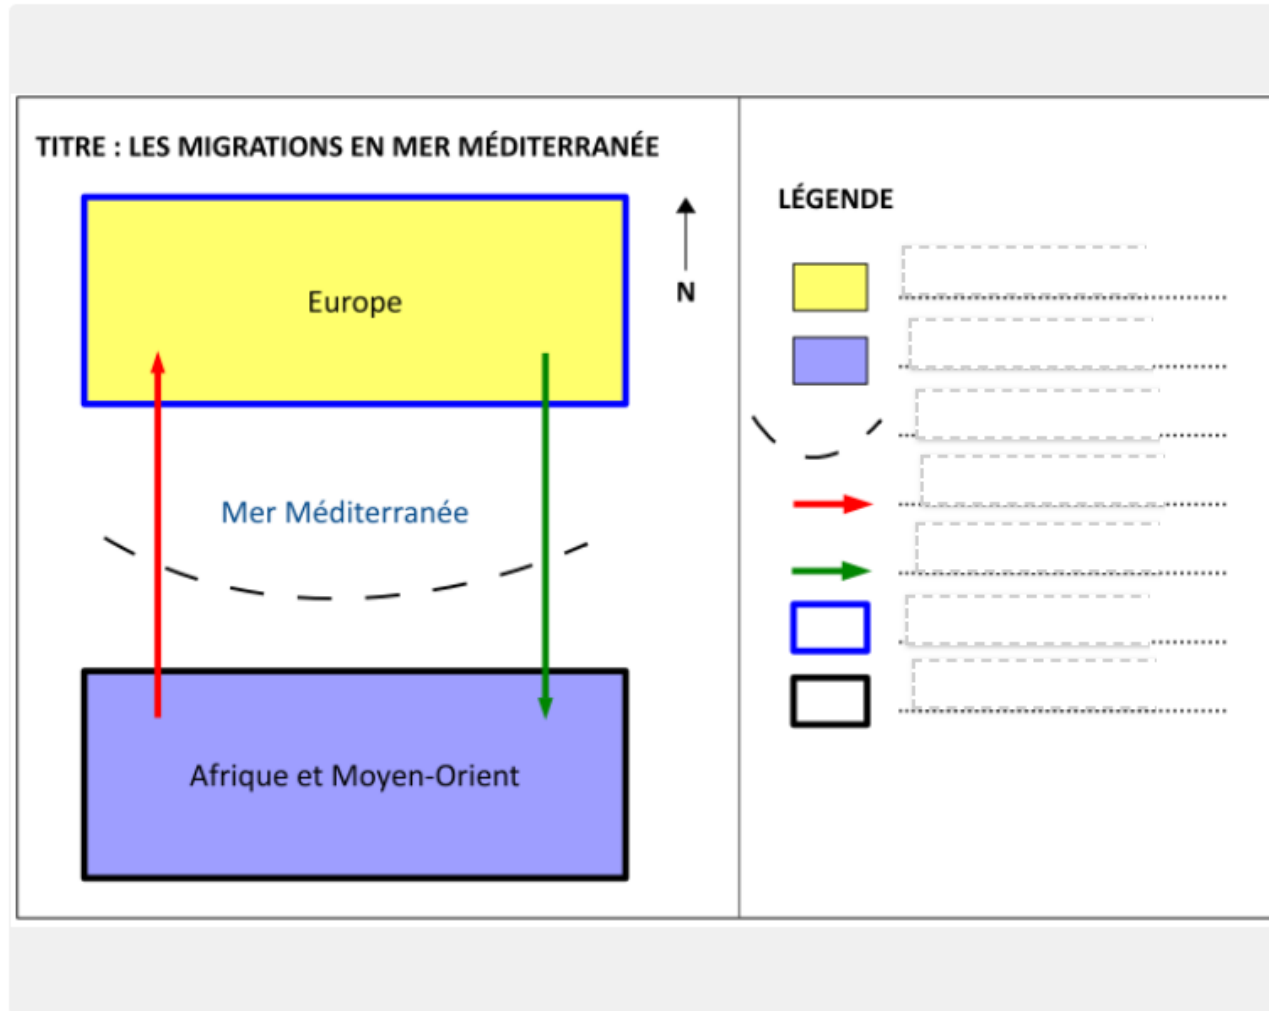 TITRE : LES MIGRATIONS EN MER MÉDITERRANÉE
Europe
N
Mer Méditerranée
Afrique et Moyen-Orient
LÉGENDE